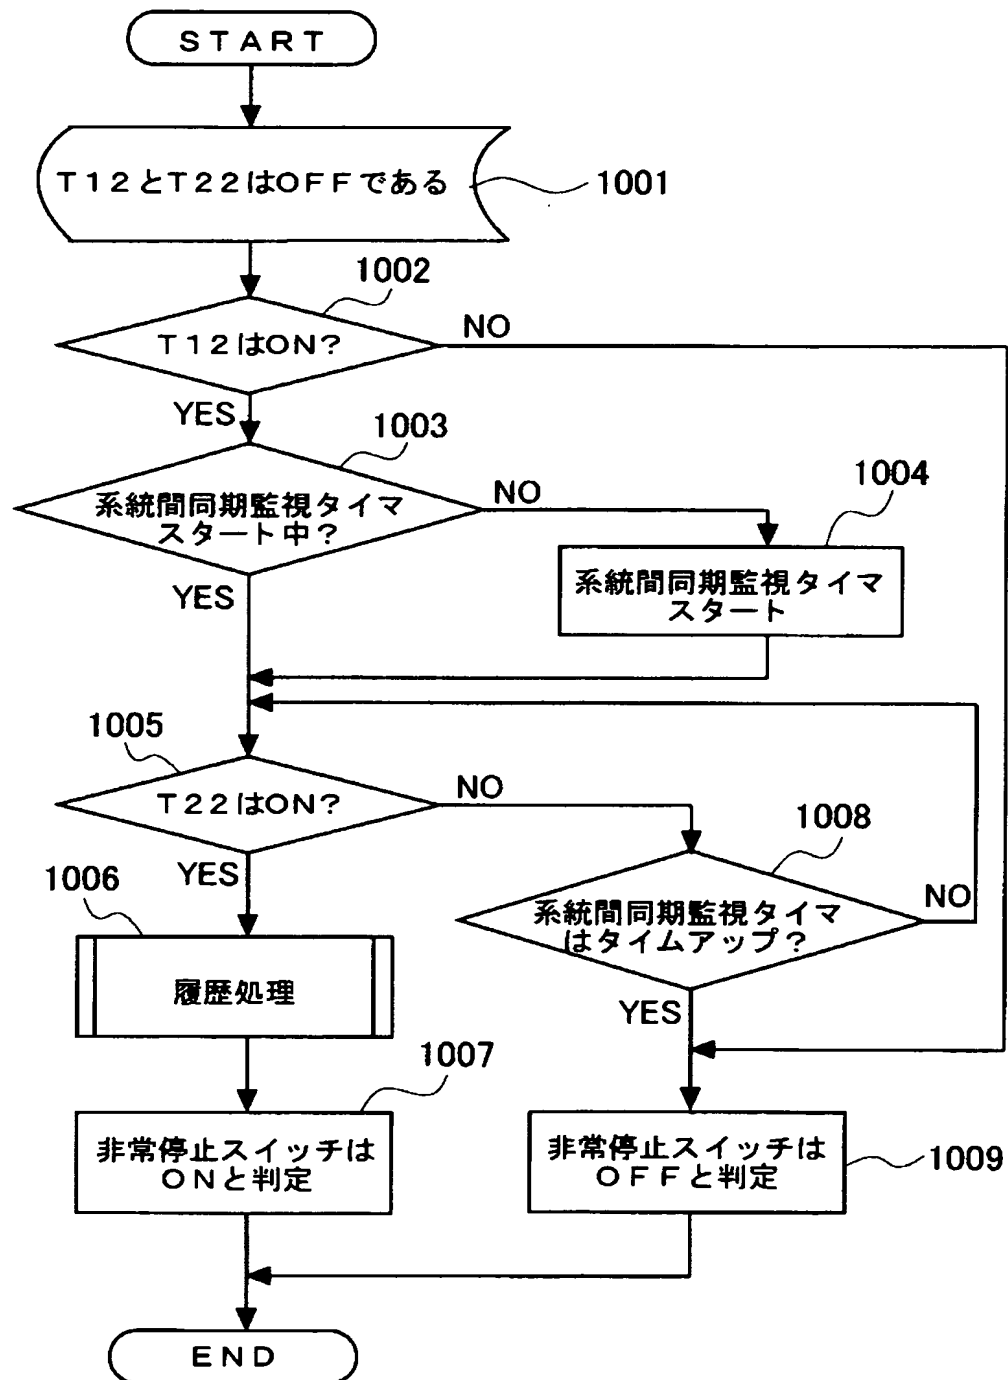 START
T12とT22はOFFである
1001
1002
T12はON?
NO
YES
1003
系統間同期監視タイマ
スタート中?
NO
1004
系統間同期監視タイマ
スタート
YES
1005
T22はON?
NO
1008
YES
1006
系統間同期監視タイマ
はタイムアップ?
NO
履歴処理
YES
1007
非常停止スイッチは
ONと判定
非常停止スイッチは
OFFと判定
1009
END